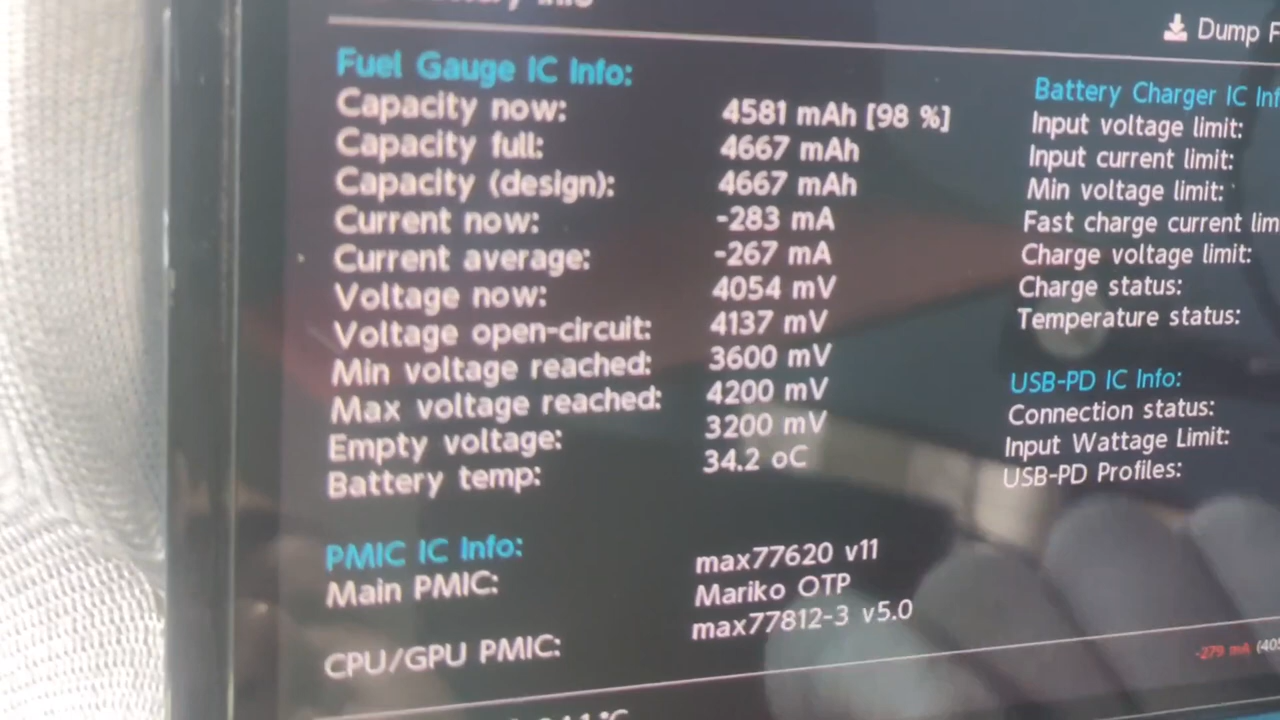 Dump
Fuel Gauge IC Info:
Capacity now: 4581 mAh [98 %]
Capacity full: 4667 mAh
Capacity (design): 4667 mAh
Current now: -283 mA
Current average: -267 mA
Voltage now: 4054 mV
Voltage open-circuit: 4137 mV
Min voltage reached: 3600 mV
Max voltage reached: 4200 mV
Empty voltage: 3200 mV
Battery temp: 34.2 oC
PMIC IC Info:
Main PMIC: max77620 v11
Mariko OTP
CPU/GPU PMIC: max77812-3 v5.0
Battery Charger IC
Input voltage limit:
Input current limit:
Min voltage limit:
Fast charge current
Charge voltage limit:
Charge status:
Temperature status:
USB-PD IC Info:
Connection status:
Input Wattage Limit:
USB-PD Profiles:
-279 mA